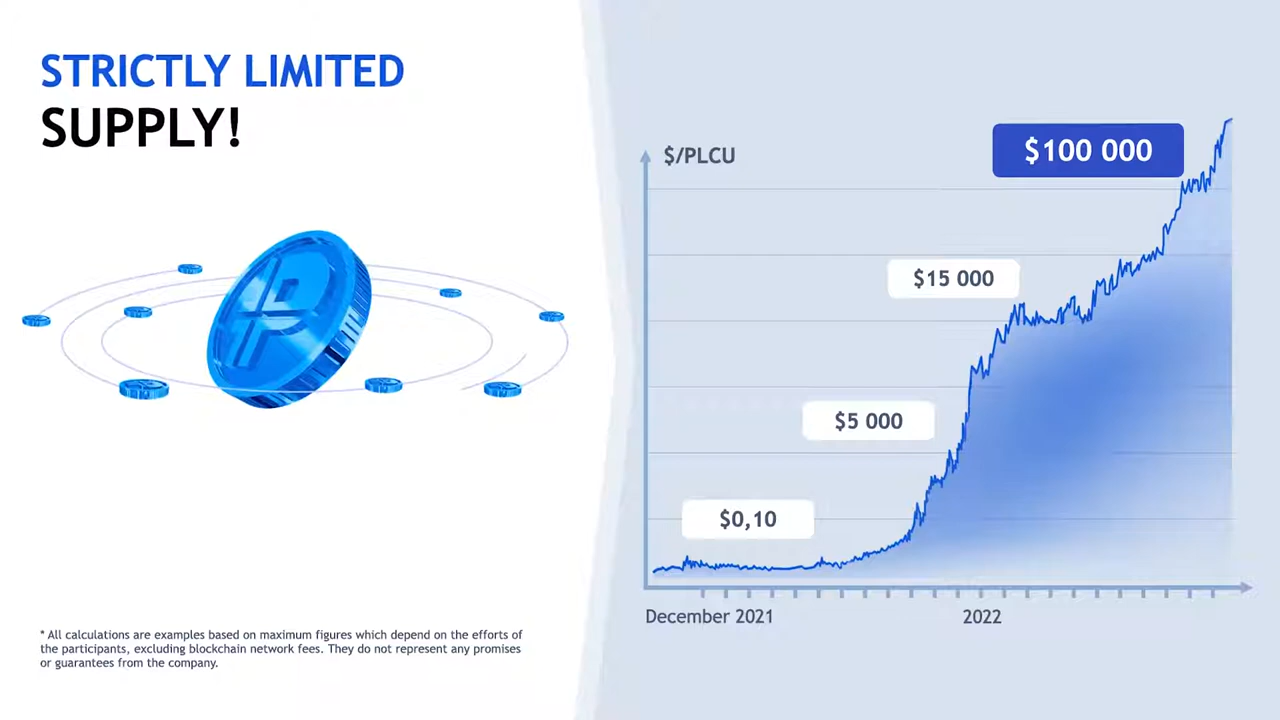 STRICTLY LIMITED
SUPPLY!
* All calculations are examples based on maximum figures which depend on the efforts of
the participants, excluding blockchain network fees. They do not represent any promises
or guarantees from the company.
$/PLCU
$100 000
$15 000
$5 000
$0,10
December 2021
2022